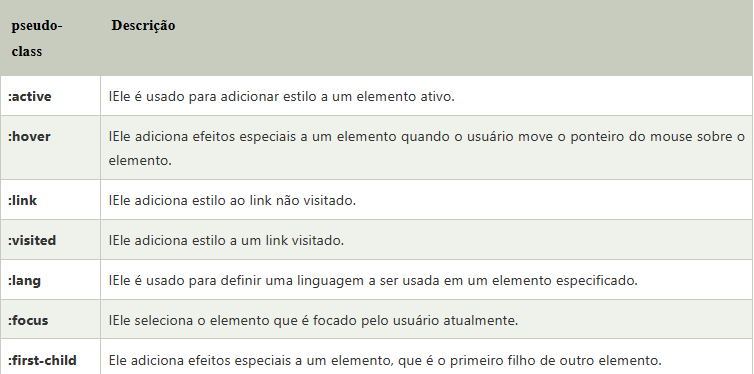 pseudo-
class
Descrição
:active
IEle é usado para adicionar estilo a um elemento ativo.
:hover
IEle adiciona efeitos especiais a um elemento quando o usuário move o ponteiro do mouse sobre o
elemento.
:link
IEle adiciona estilo ao link não visitado.
:visited
IEle adiciona estilo a um link visitado.
:lang
IEle é usado para definir uma linguagem a ser usada em um elemento especificado.
:focus
IEle seleciona o elemento que é focado pelo usuário atualmente.
:first-child
Ele adiciona efeitos especiais a um elemento, que é o primeiro filho de outro elemento.